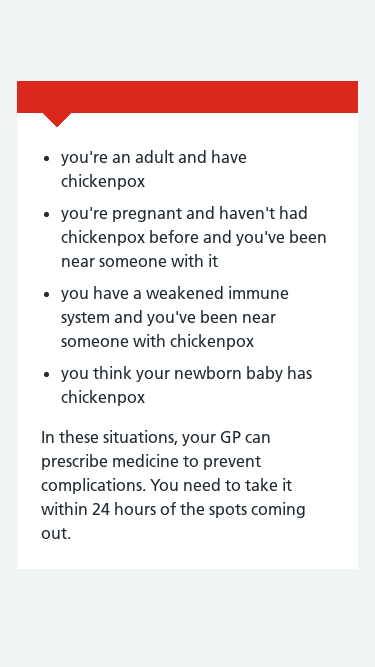 you're an adult and have
chickenpox
you're pregnant and haven't had
chickenpox before and you've been
near someone with it
you have a weakened immune
system and you've been near
someone with chickenpox
you think your newborn baby has
chickenpox
In these situations, your GP can
prescribe medicine to prevent
complications. You need to take it
within 24 hours of the spots coming
out.